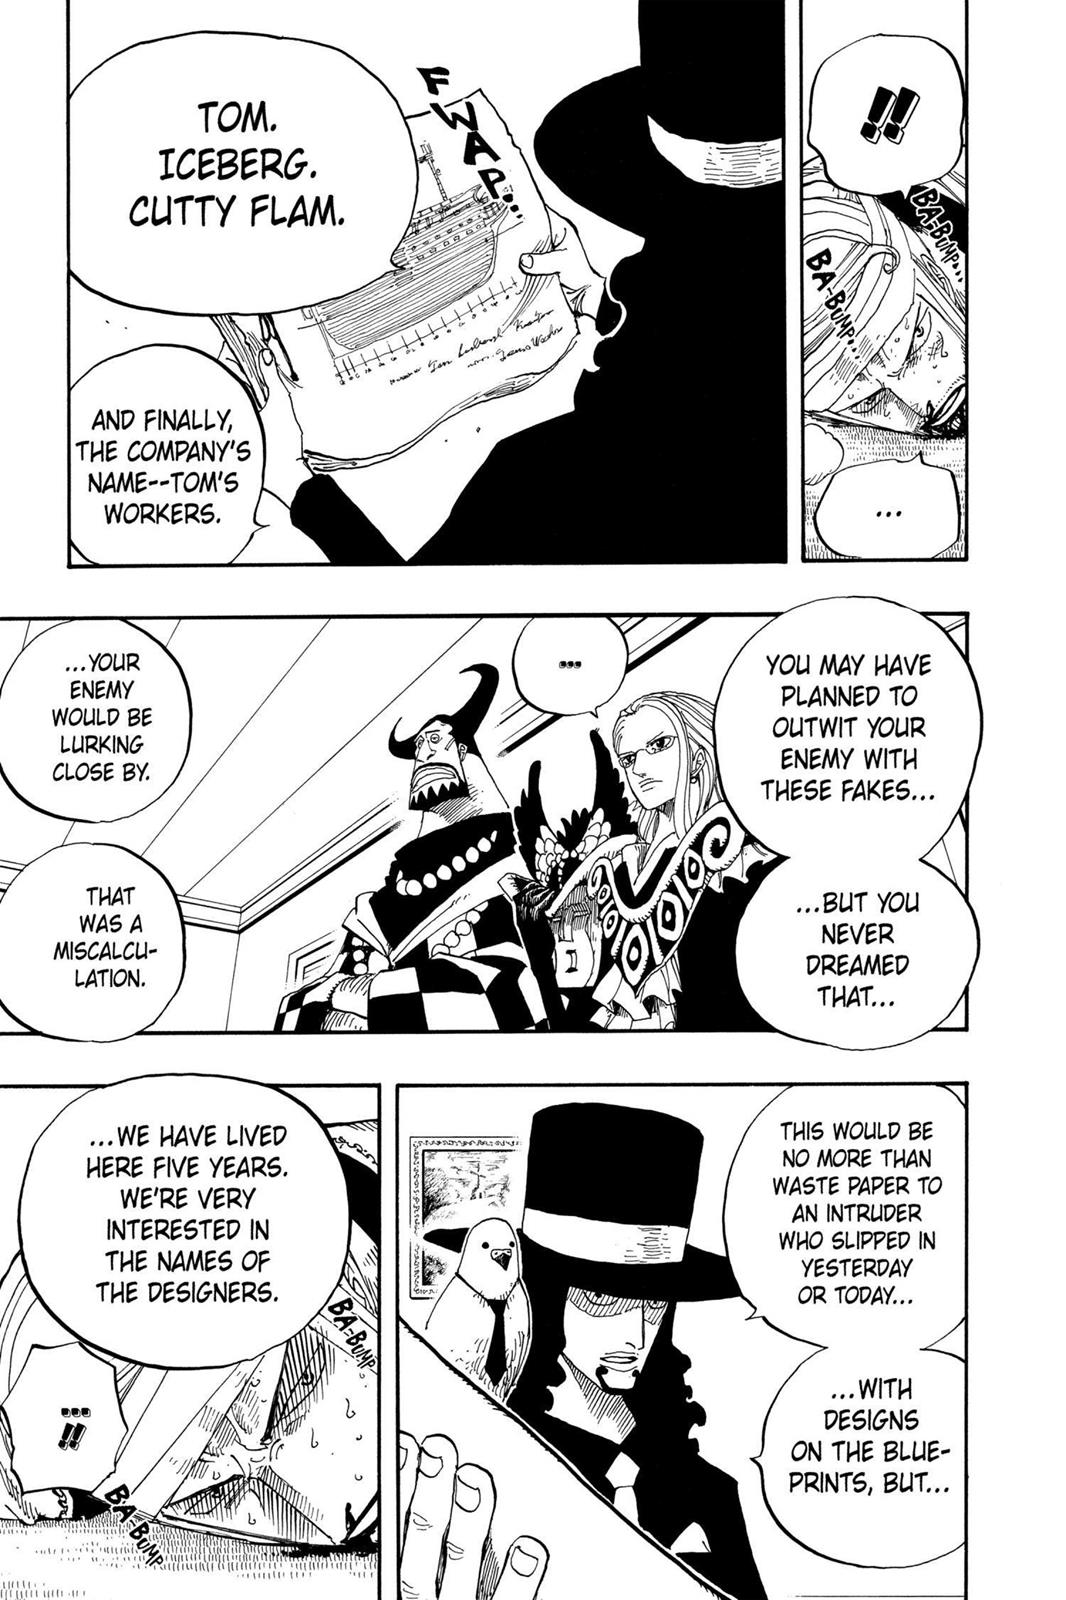 !!
BA-BUMP...
BA-BUMP...
...
FWAP...
TOM.
ICEBERG.
CUTTY FLAM.
AND FINALLY,
THE COMPANY'S
NAME--TOM'S
WORKERS.
YOU MAY HAVE
PLANNED TO
OUTWIT YOUR
ENEMY WITH
THESE FAKES...
...BUT YOU
NEVER
DREAMED
THAT...
...
...YOUR
ENEMY
WOULD BE
LURKING
CLOSE BY.
THAT
WAS A
MISCALCU-
LATION.
THIS WOULD BE
NO MORE THAN
WASTE PAPER TO
AN INTRUDER
WHO SLIPPED IN
YESTERDAY
OR TODAY...
...WITH
DESIGNS
ON THE BLUE-
PRINTS, BUT...
...WE HAVE LIVED
HERE FIVE YEARS.
WE'RE VERY
INTERESTED IN
THE NAMES OF
THE DESIGNERS.
BA-BUMP
...
!!
BA-BUMP